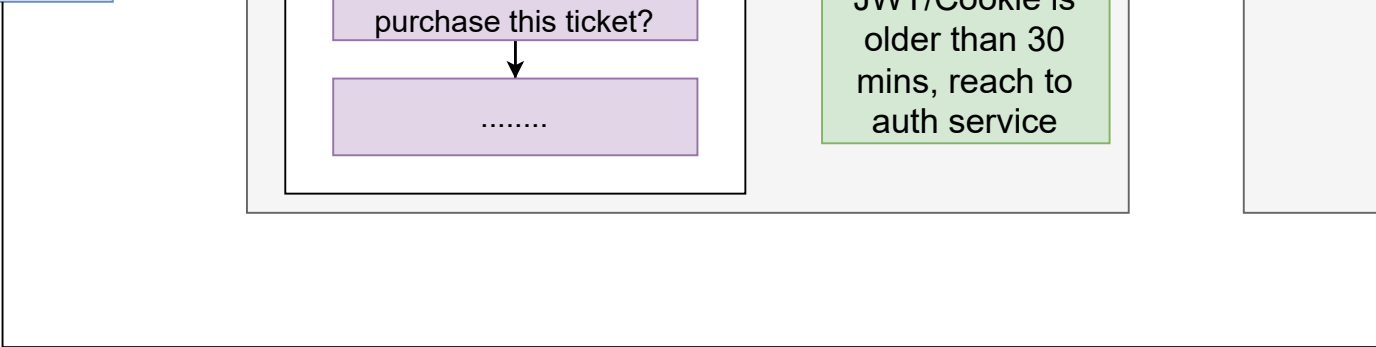 purchase this ticket?
........
JWT/Cookie is
older than 30
mins, reach to
auth service